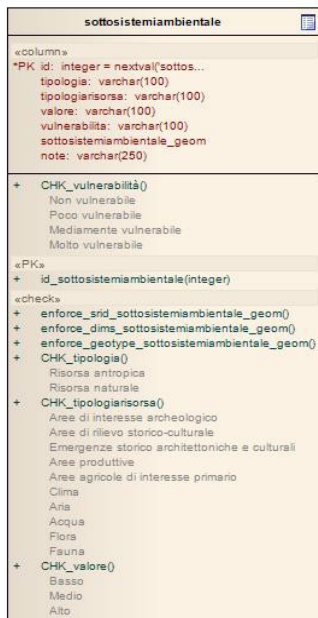 sottosistemiambientale
«column»
*PK id: integer = nextval('sottos...
tipologia: varchar(100)
tipologiarisorsa: varchar(100)
valore: varchar(100)
vulnerabilita: varchar(100)
sottosistemiambientale_geom
note: varchar(250)
+ CHK_vulnerabilità()
Non vulnerabile
Poco vulnerabile
Mediamente vulnerabile
Molto vulnerabile
«PK»
+ id_sottosistemiambientale(integer)
«check»
+ enforce_srid_sottosistemiambientale_geom()
+ enforce_dims_sottosistemiambientale_geom()
+ enforce_geotype_sottosistemiambientale_geom()
+ CHK_tipologia()
Risorsa antropica
Risorsa naturale
+ CHK_tipologiarisorsa()
Aree di interesse archeologico
Aree di rilievo storico-culturale
Emergenze storico architettoniche e culturali
Aree produttive
Aree agricole di interesse primario
Clima
Aria
Acqua
Flora
Fauna
+ CHK_valore()
Basso
Medio
Alto